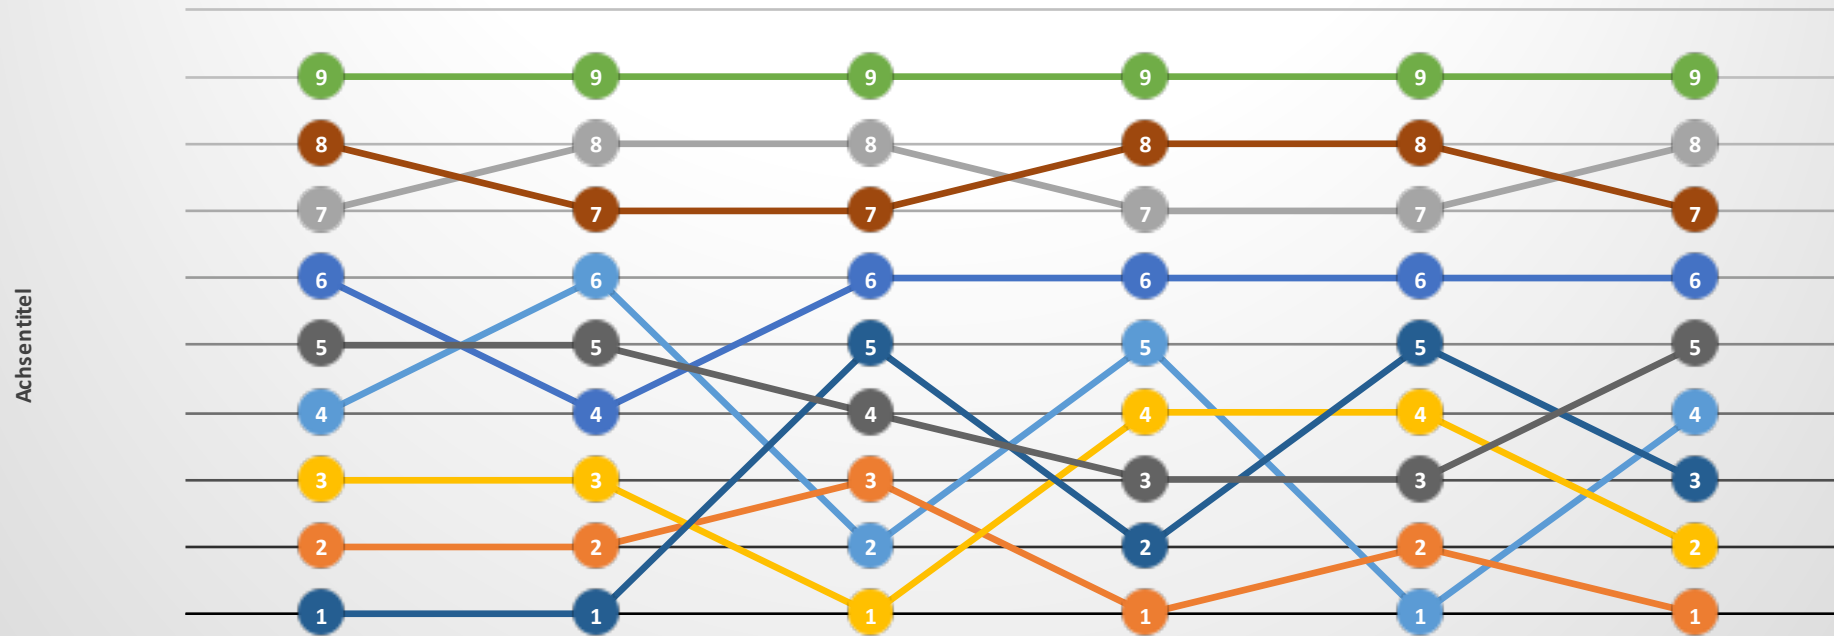 Achsentitel
9 9 9 9 9 9
8 8 8 8 8 8
7 7 7 7 7 7
6 6 6 6 6 6
5 5 5 5 5 5
4 4 4 4 4 4
3 3 3 3 3 3
2 2 2 2 2 2
1 1 1 1 1 1